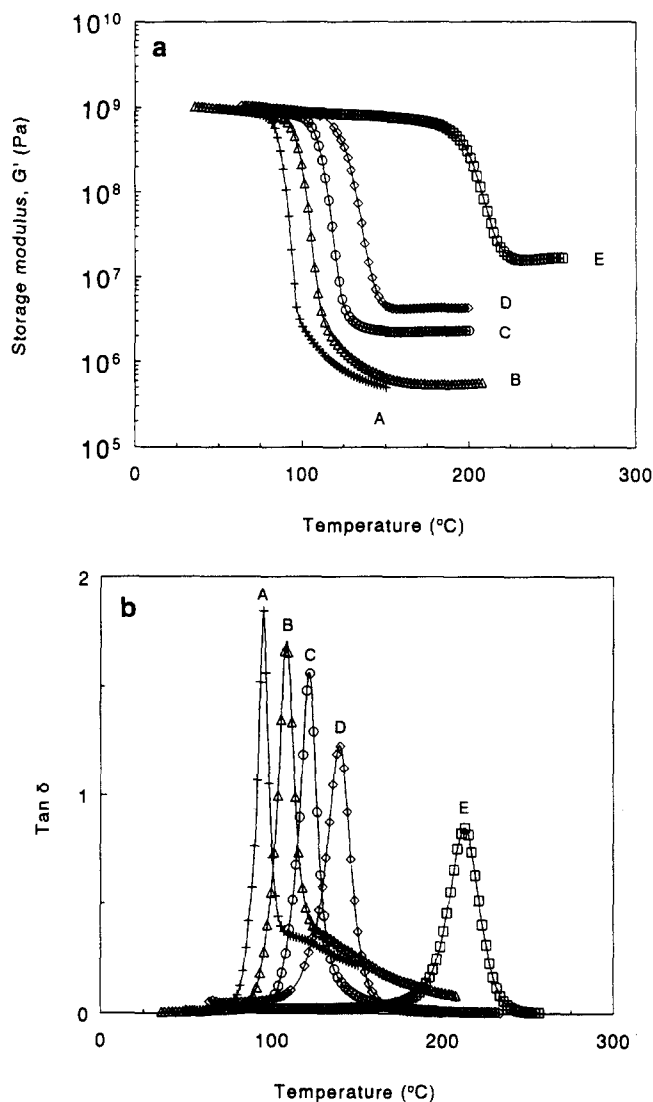 a
10¹⁰
10⁹
10⁸
10⁷
10⁶
10⁵
Storage modulus, G' (Pa)
E
D
C
B
A
0 100 200 300
Temperature (°C)
b
2
1
0
Tan δ
A
B
C
D
E
0 100 200 300
Temperature (°C)